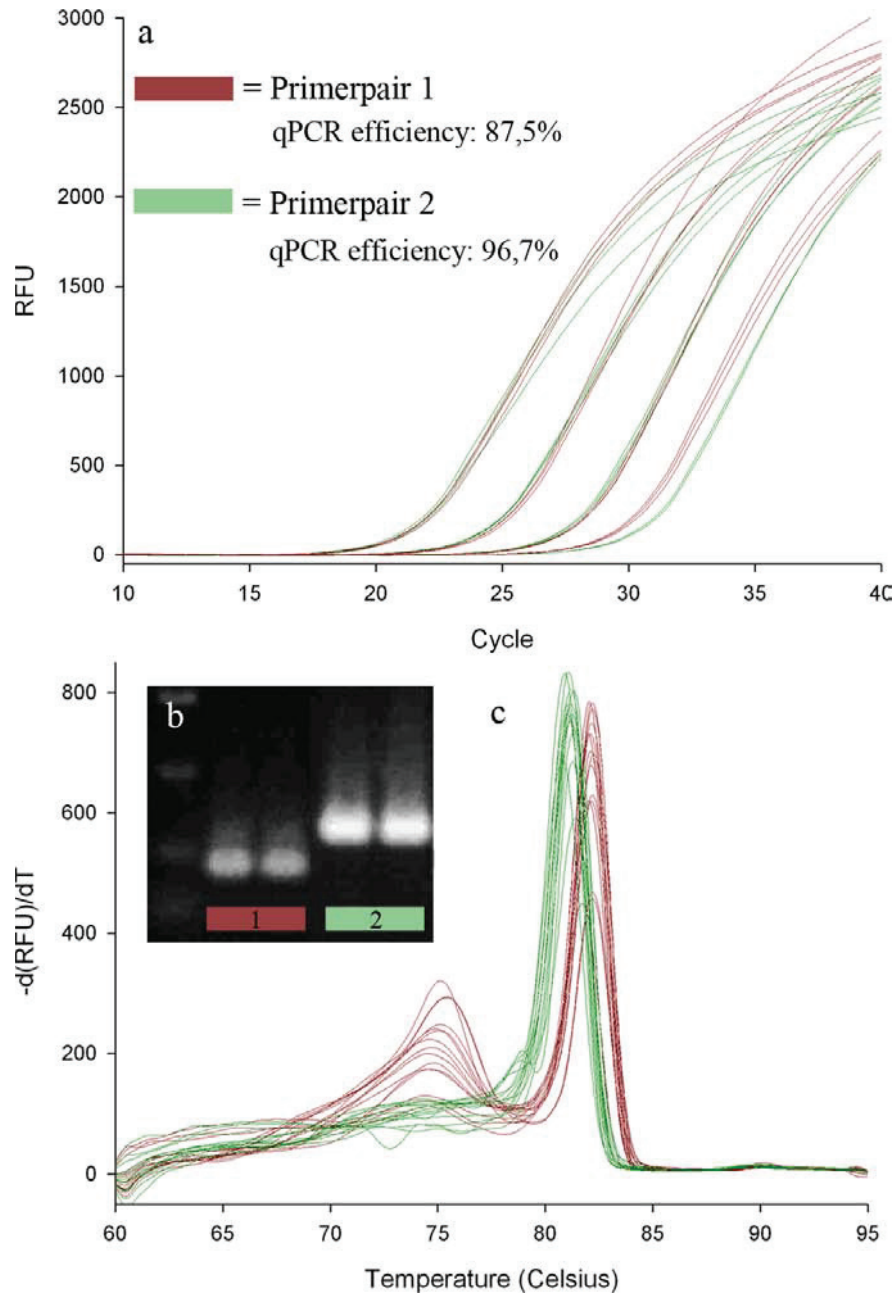 a
= Primerpair 1
qPCR efficiency: 87,5%
= Primerpair 2
qPCR efficiency: 96,7%
RFU
3000
2500
2000
1500
1000
500
0
10 15 20 25 30 35 40
Cycle
b
c
1 2
-d(RFU)/dT
800
600
400
200
0
60 65 70 75 80 85 90 95
Temperature (Celsius)